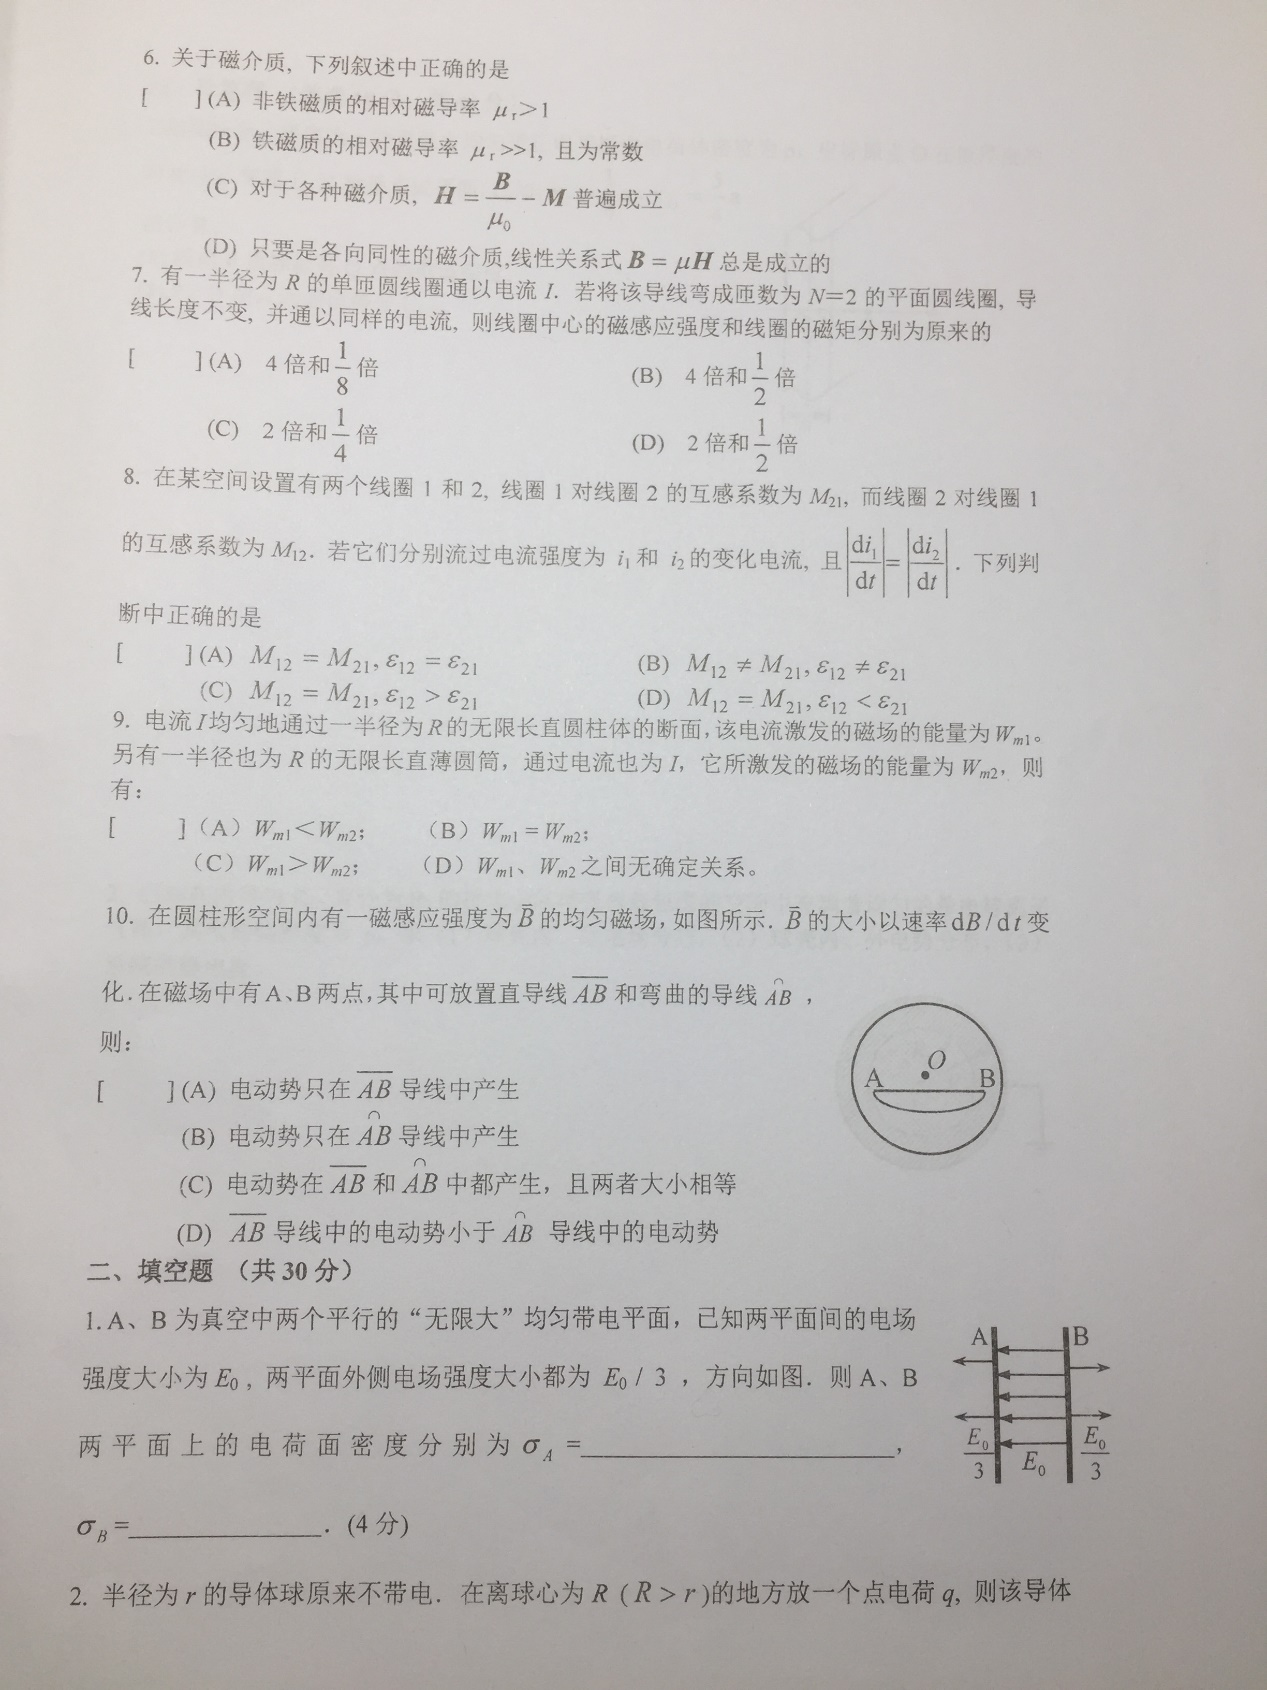 6. 关于磁介质, 下列叙述中正确的是
[ ](A) 非铁磁质的相对磁导率 μr>1
(B) 铁磁质的相对磁导率 μr>>1, 且为常数
(C) 对于各种磁介质, H = B/μ0 − M 普遍成立
(D) 只要是各向同性的磁介质,线性关系式 B = μH 总是成立的
7. 有一半径为 R 的单匝圆线圈通以电流 I. 若将该导线弯成匝数为 N=2 的平面圆线圈, 导
线长度不变, 并通以同样的电流, 则线圈中心的磁感应强度和线圈的磁矩分别为原来的
[ ](A) 4 倍和 1/8 倍 (B) 4 倍和 1/2 倍
(C) 2 倍和 1/4 倍 (D) 2 倍和 1/2 倍
8. 在某空间设置有两个线圈 1 和 2, 线圈 1 对线圈 2 的互感系数为 M21, 而线圈 2 对线圈 1
的互感系数为 M12. 若它们分别流过电流强度为 i1 和 i2 的变化电流, 且 |di1/dt| = |di2/dt| . 下列判
断中正确的是
[ ](A) M12 = M21, ε12 = ε21 (B) M12 ≠ M21, ε12 ≠ ε21
(C) M12 = M21, ε12 > ε21 (D) M12 = M21, ε12 < ε21
9. 电流 I 均匀地通过一半径为 R 的无限长直圆柱体的断面,该电流激发的磁场的能量为 Wm1。
另有一半径也为 R 的无限长直薄圆筒，通过电流也为 I，它所激发的磁场的能量为 Wm2，则
有：
[ ]（A）Wm1＜Wm2; （B）Wm1 = Wm2;
（C）Wm1＞Wm2; （D）Wm1、Wm2 之间无确定关系。
10. 在圆柱形空间内有一磁感应强度为 B̄ 的均匀磁场,如图所示. B̄ 的大小以速率 dB/dt 变
化.在磁场中有 A、B 两点,其中可放置直导线 A̅B̅ 和弯曲的导线 A͡B ，
则:
[ ](A) 电动势只在 A̅B̅ 导线中产生
(B) 电动势只在 A͡B 导线中产生
(C) 电动势在 A̅B̅ 和 A͡B 中都产生，且两者大小相等
(D) A̅B̅ 导线中的电动势小于 A͡B 导线中的电动势
O
A B
二、填空题 （共 30 分）
1. A、B 为真空中两个平行的“无限大”均匀带电平面，已知两平面间的电场
强度大小为 E0 , 两平面外侧电场强度大小都为 E0 / 3 ，方向如图. 则 A、B
两平面上的电荷面密度分别为 σA =____________,
σB =____________. (4 分)
A B
E0/3 E0 E0/3
2. 半径为 r 的导体球原来不带电. 在离球心为 R ( R > r )的地方放一个点电荷 q, 则该导体